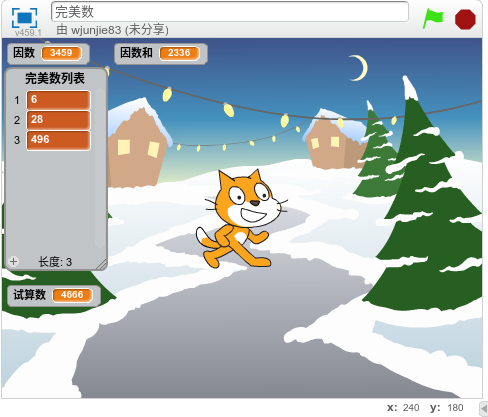 完美数
v459.1
由 wjunjie83 (未分享)
因数 3459
因数和 2336
完美数列表
1 6
2 28
3 496
+ 长度: 3
试算数 4666
x: 240 y: 180